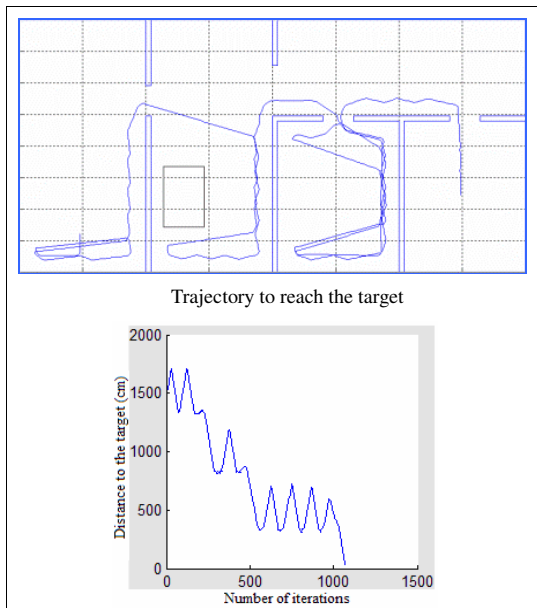 Trajectory to reach the target
2000
1500
1000
500
0
Distance to the target (cm)
0 500 1000 1500
Number of iterations